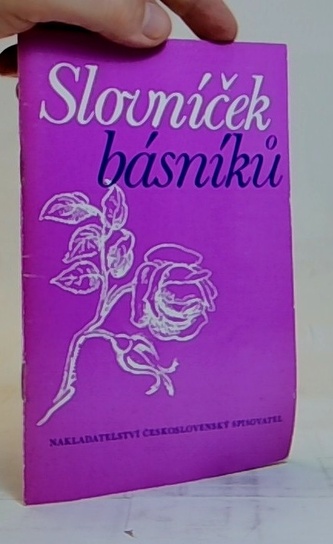 Slovníček
básníků
NAKLADATELSTVÍ ČESKOSLOVENSKÝ SPISOVATEL